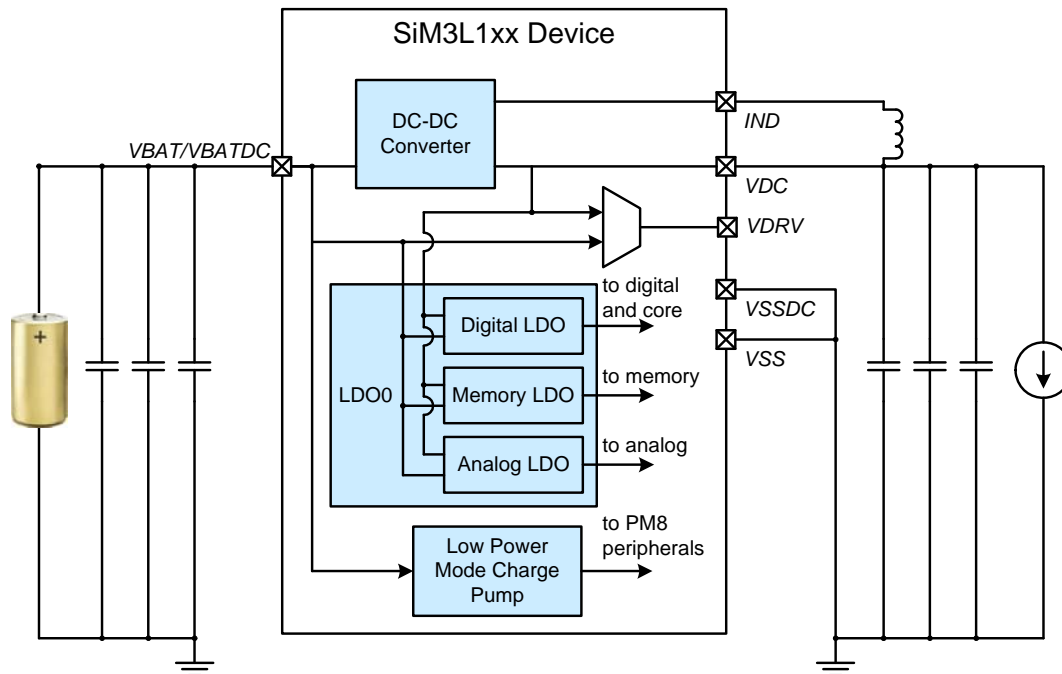 SiM3L1xx Device
DC-DC
Converter
IND
VBAT/VBATDC
VDC
VDRV
to digital
and core
VSSDC
Digital LDO
VSS
to memory
LDO0
Memory LDO
to analog
Analog LDO
to PM8
peripherals
Low Power
Mode Charge
Pump
+